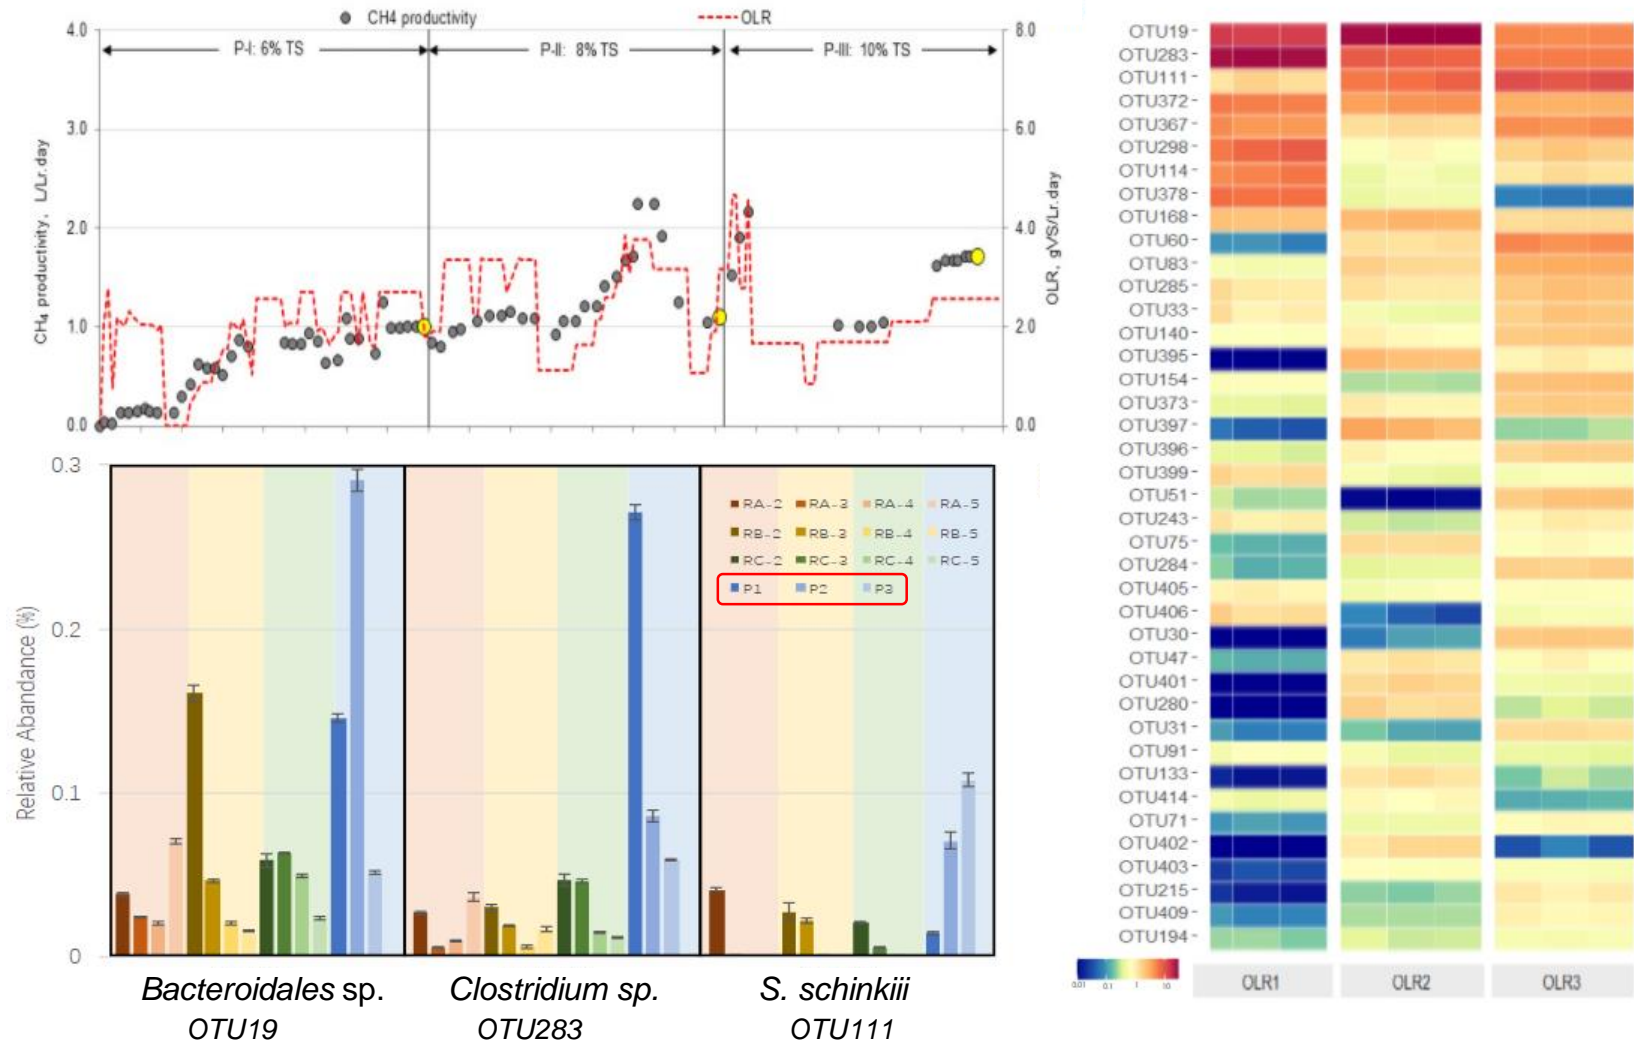 CH4 productivity
OLR
4.0
3.0
2.0
1.0
0.0
CH4 productivity, L/Lr.day
P-I: 6% TS
P-II: 8% TS
P-III: 10% TS
8.0
6.0
4.0
2.0
0.0
OLR, gVS/Lr.day
0.3
0.2
0.1
0
Relative Abandance (%)
RA-2 RA-3 RA-4 RA-5
RB-2 RB-3 RB-4 RB-5
RC-2 RC-3 RC-4 RC-5
P1 P2 P3
Bacteroidales sp.
OTU19
Clostridium sp.
OTU283
S. schinkiii
OTU111
OTU19
OTU283
OTU111
OTU372
OTU367
OTU298
OTU114
OTU378
OTU168
OTU60
OTU83
OTU285
OTU33
OTU140
OTU395
OTU154
OTU373
OTU397
OTU396
OTU399
OTU51
OTU243
OTU75
OTU284
OTU405
OTU406
OTU30
OTU47
OTU401
OTU280
OTU31
OTU91
OTU133
OTU414
OTU71
OTU402
OTU403
OTU215
OTU409
OTU194
0.01 0.1 1 10
OLR1 OLR2 OLR3